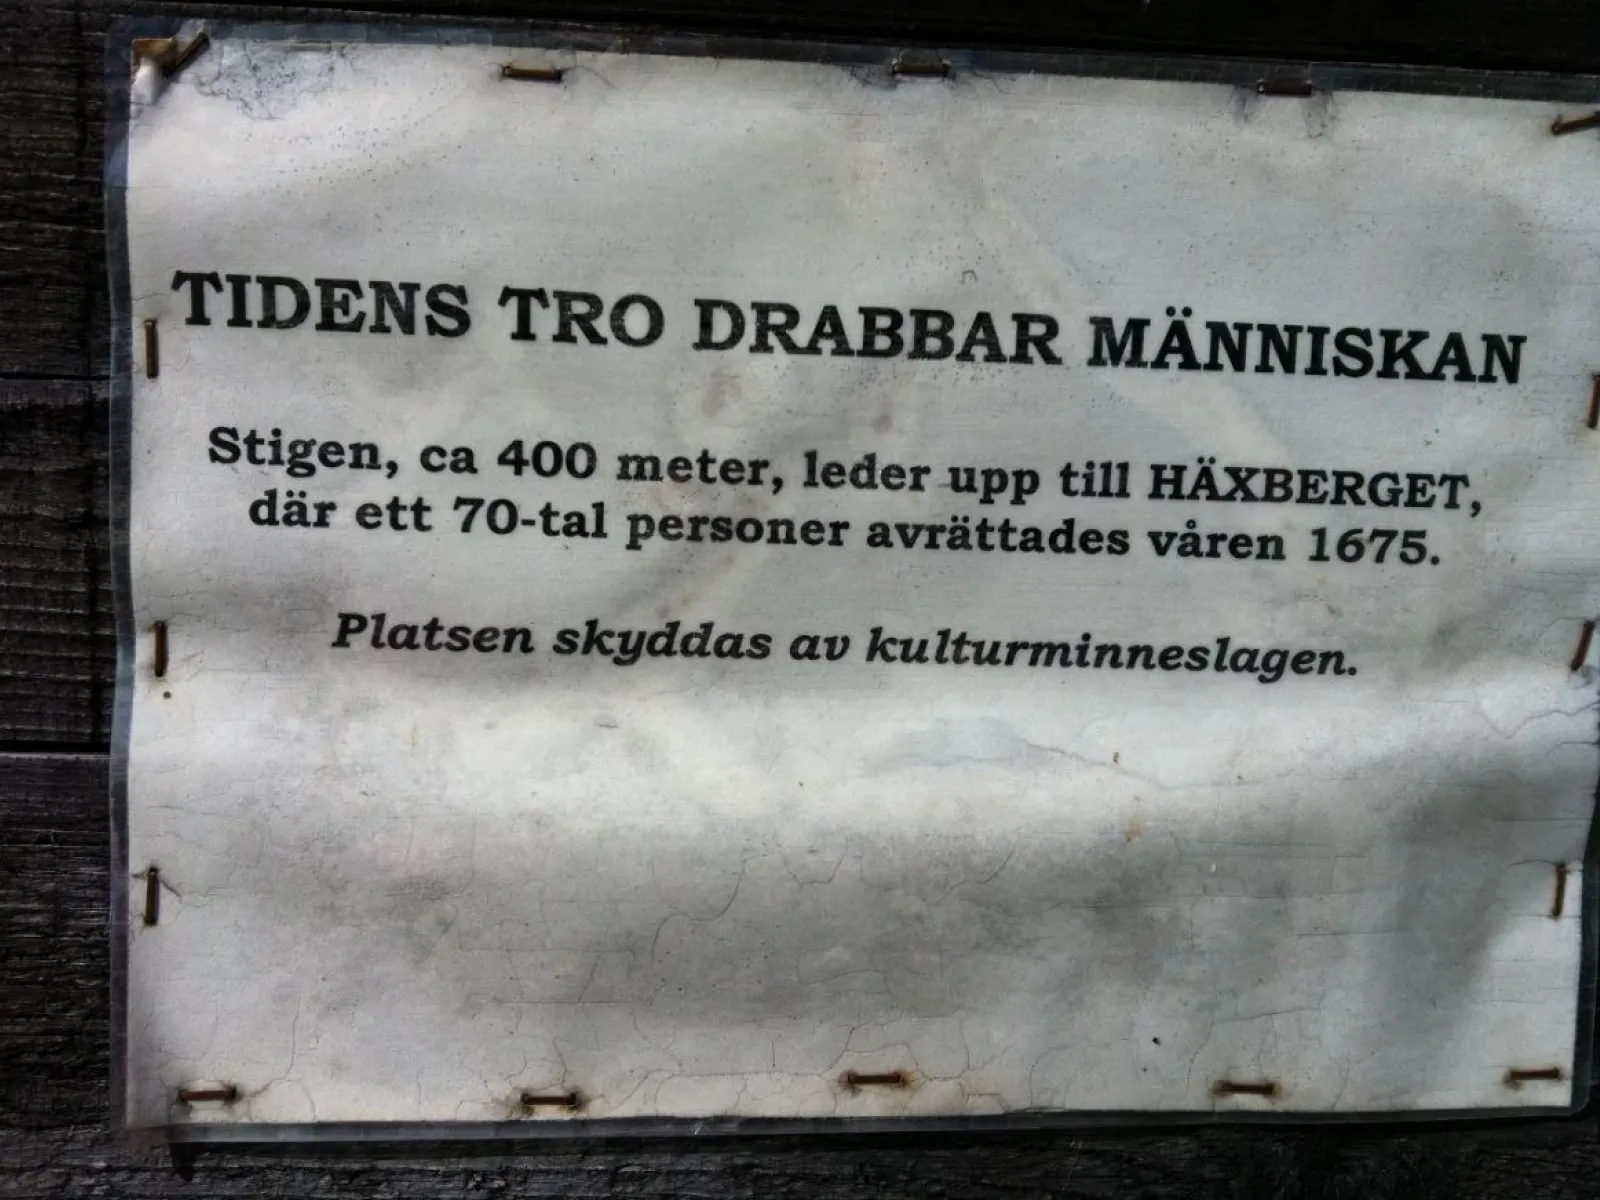 TIDENS TRO DRABBAR MÄNNISKAN
Stigen, ca 400 meter, leder upp till HÄXBERGET,
där ett 70-tal personer avrättades våren 1675.
Platsen skyddas av kulturminneslagen.